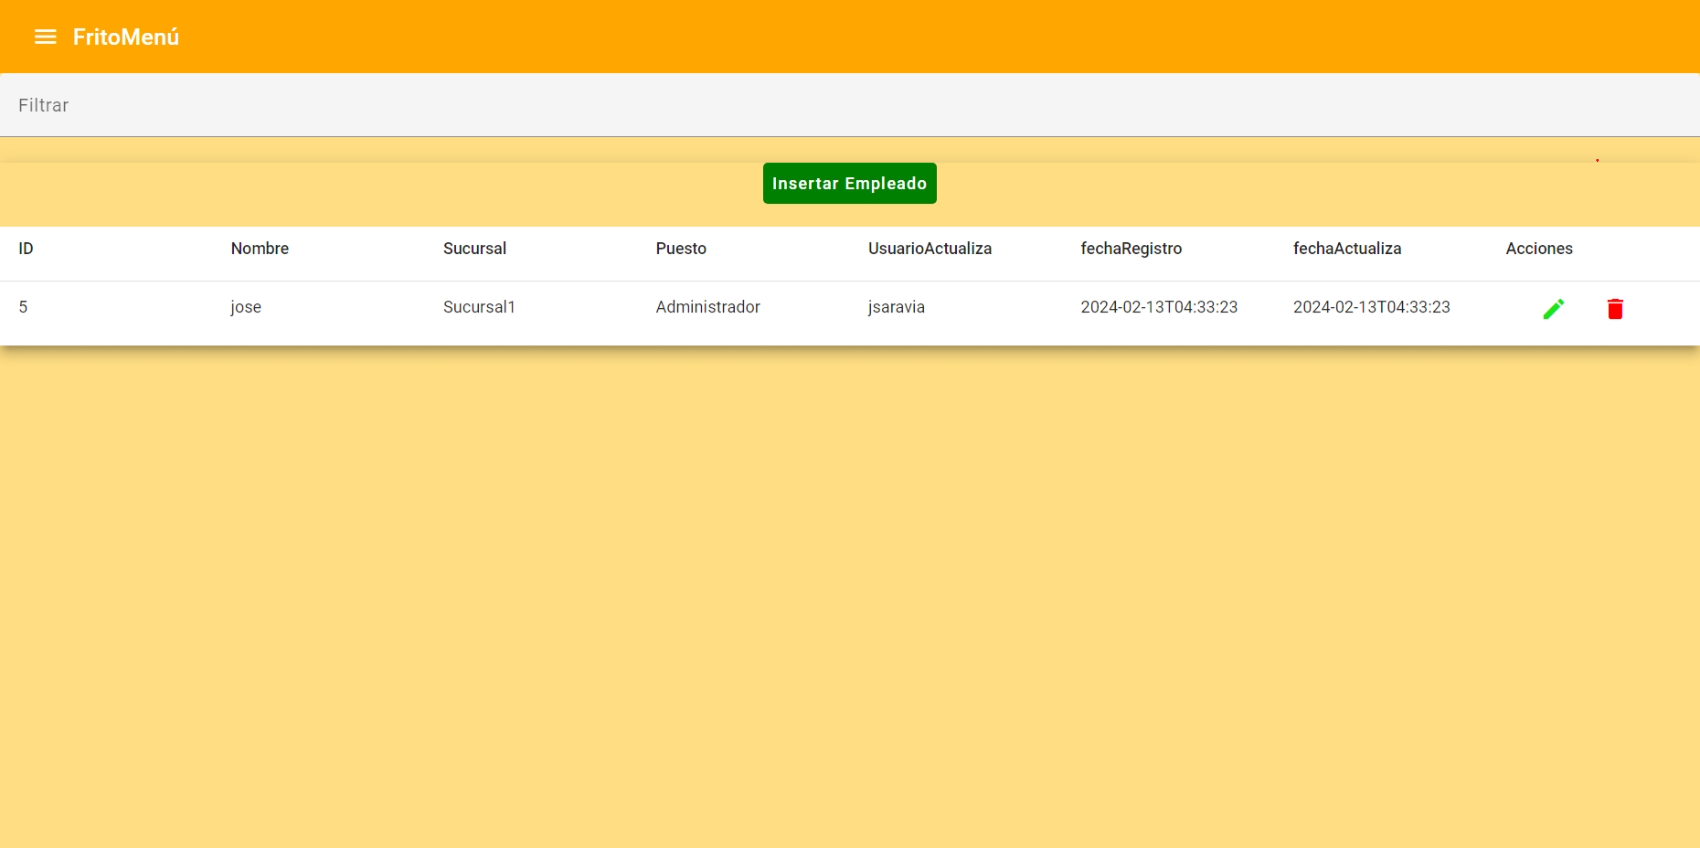 FritoMenú
Filtrar
Insertar Empleado
ID Nombre Sucursal Puesto UsuarioActualiza fechaRegistro fechaActualiza Acciones
5 jose Sucursal1 Administrador jsaravia 2024-02-13T04:33:23 2024-02-13T04:33:23